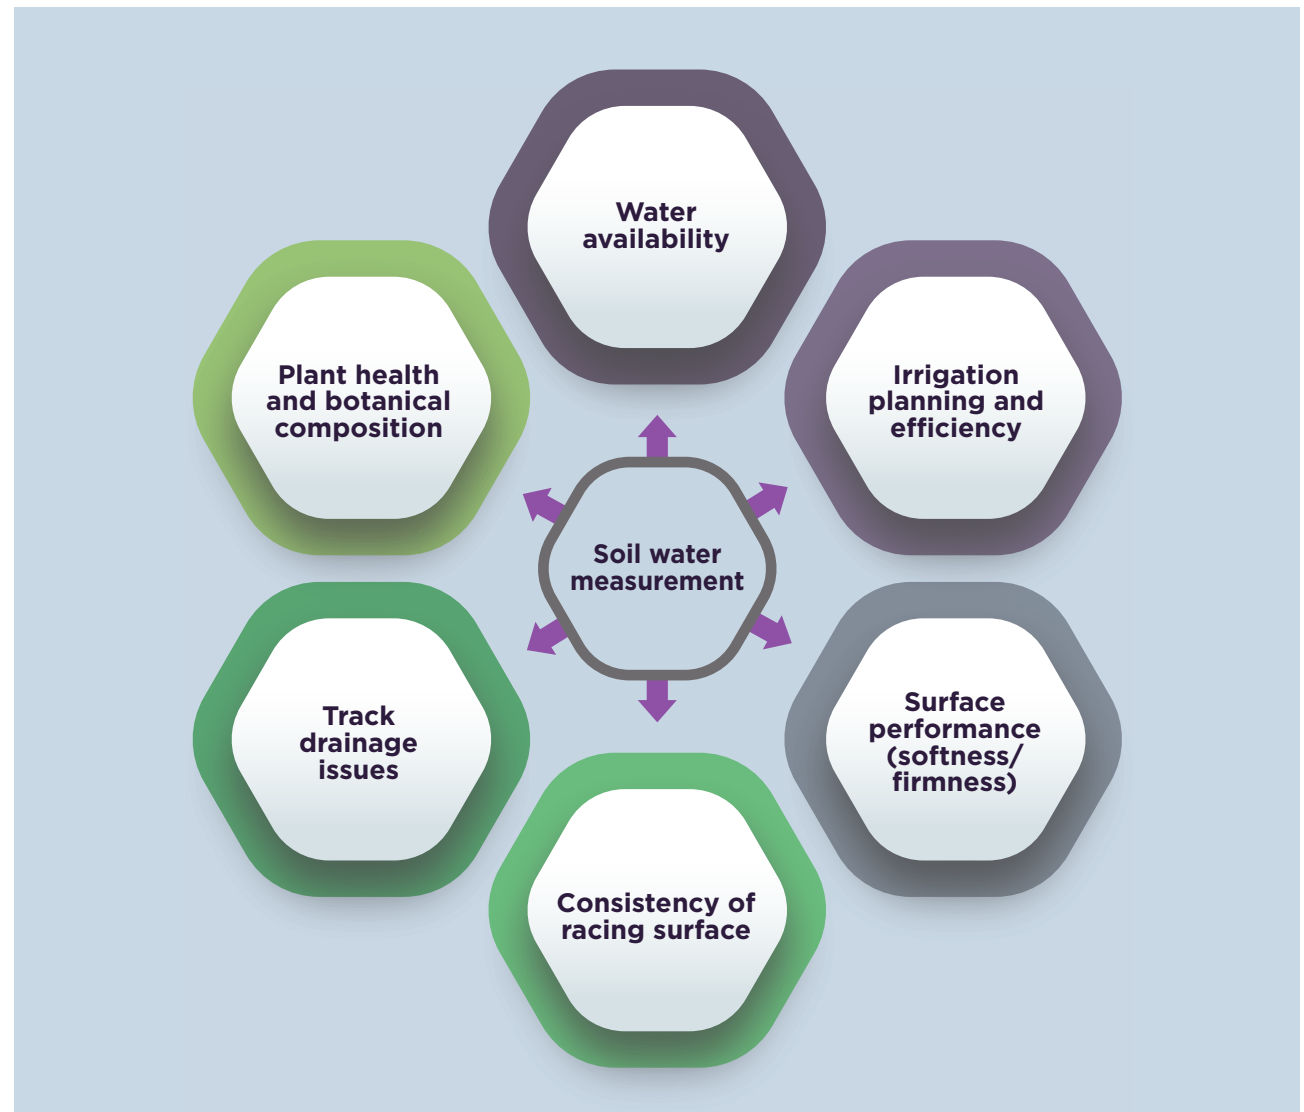 Water
availability
Plant health
and botanical
composition
Irrigation
planning and
efficiency
Soil water
measurement
Track
drainage
issues
Surface
performance
(softness/
firmness)
Consistency of
racing surface